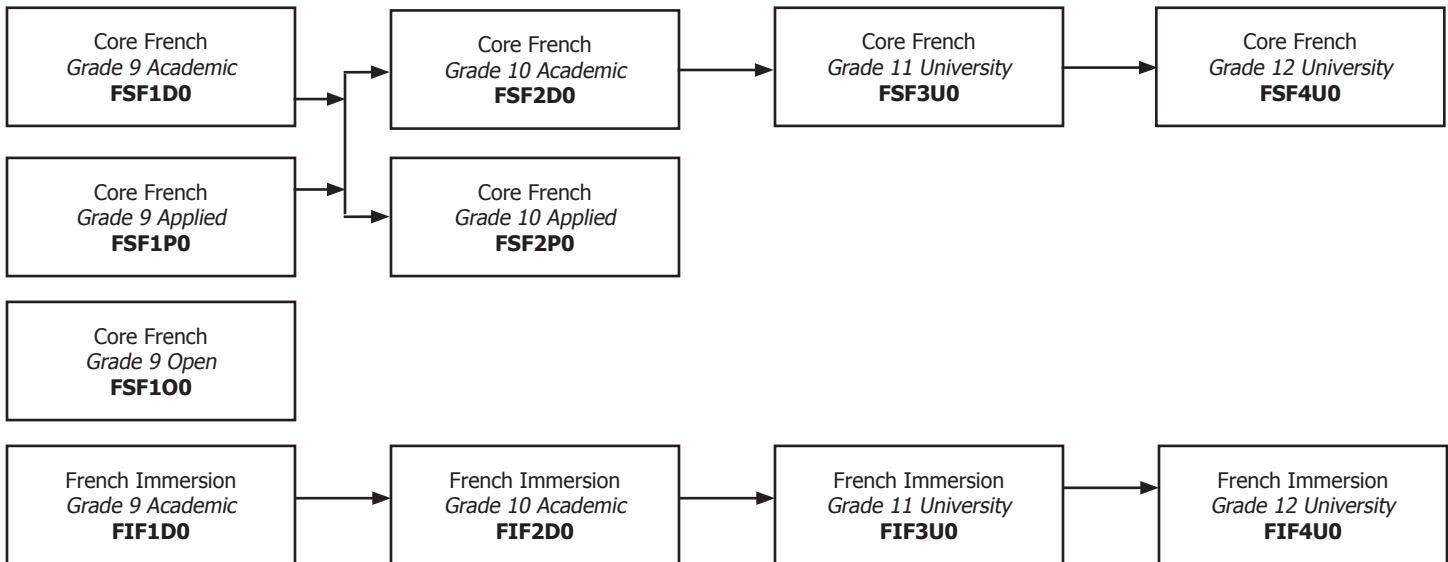 Core French
Grade 9 Academic
FSF1D0
Core French
Grade 10 Academic
FSF2D0
Core French
Grade 11 University
FSF3U0
Core French
Grade 12 University
FSF4U0
Core French
Grade 9 Applied
FSF1P0
Core French
Grade 10 Applied
FSF2P0
Core French
Grade 9 Open
FSF1O0
French Immersion
Grade 9 Academic
FIF1D0
French Immersion
Grade 10 Academic
FIF2D0
French Immersion
Grade 11 University
FIF3U0
French Immersion
Grade 12 University
FIF4U0